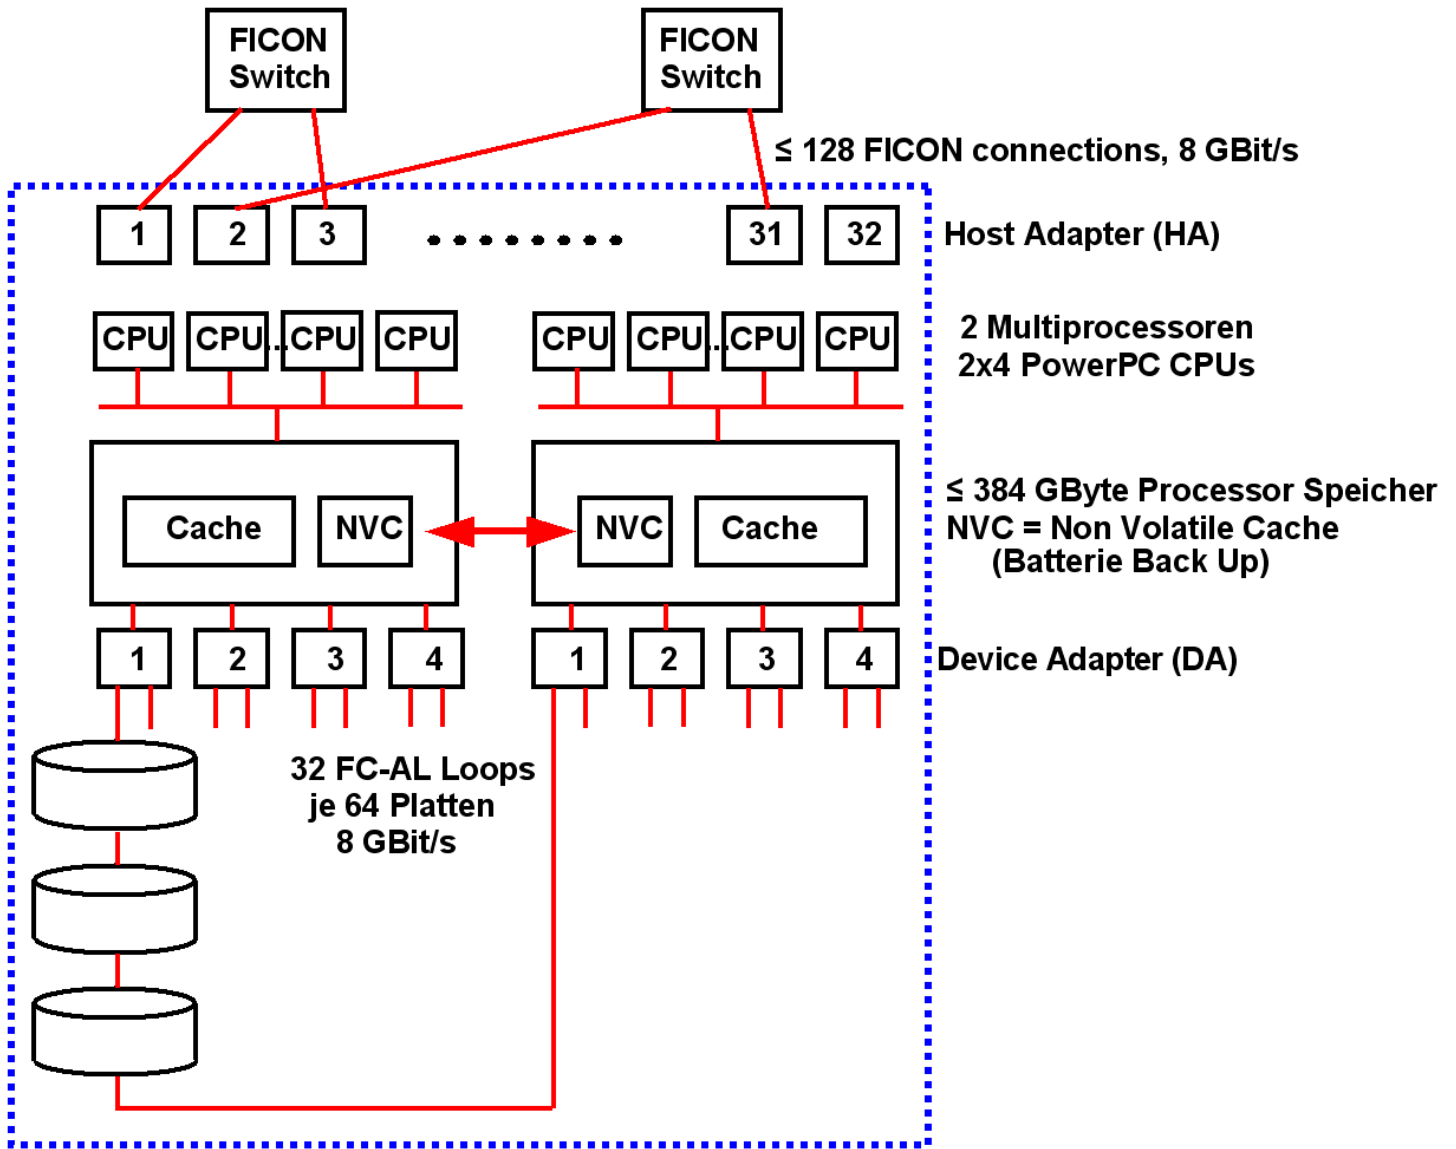 FICON
Switch
FICON
Switch
≤ 128 FICON connections, 8 GBit/s
1 2 3 ........ 31 32
Host Adapter (HA)
CPU CPU...CPU CPU CPU CPU...CPU CPU
2 Multiprocessoren
2x4 PowerPC CPUs
Cache NVC NVC Cache
≤ 384 GByte Processor Speicher
NVC = Non Volatile Cache
(Batterie Back Up)
1 2 3 4 1 2 3 4
Device Adapter (DA)
32 FC-AL Loops
je 64 Platten
8 GBit/s